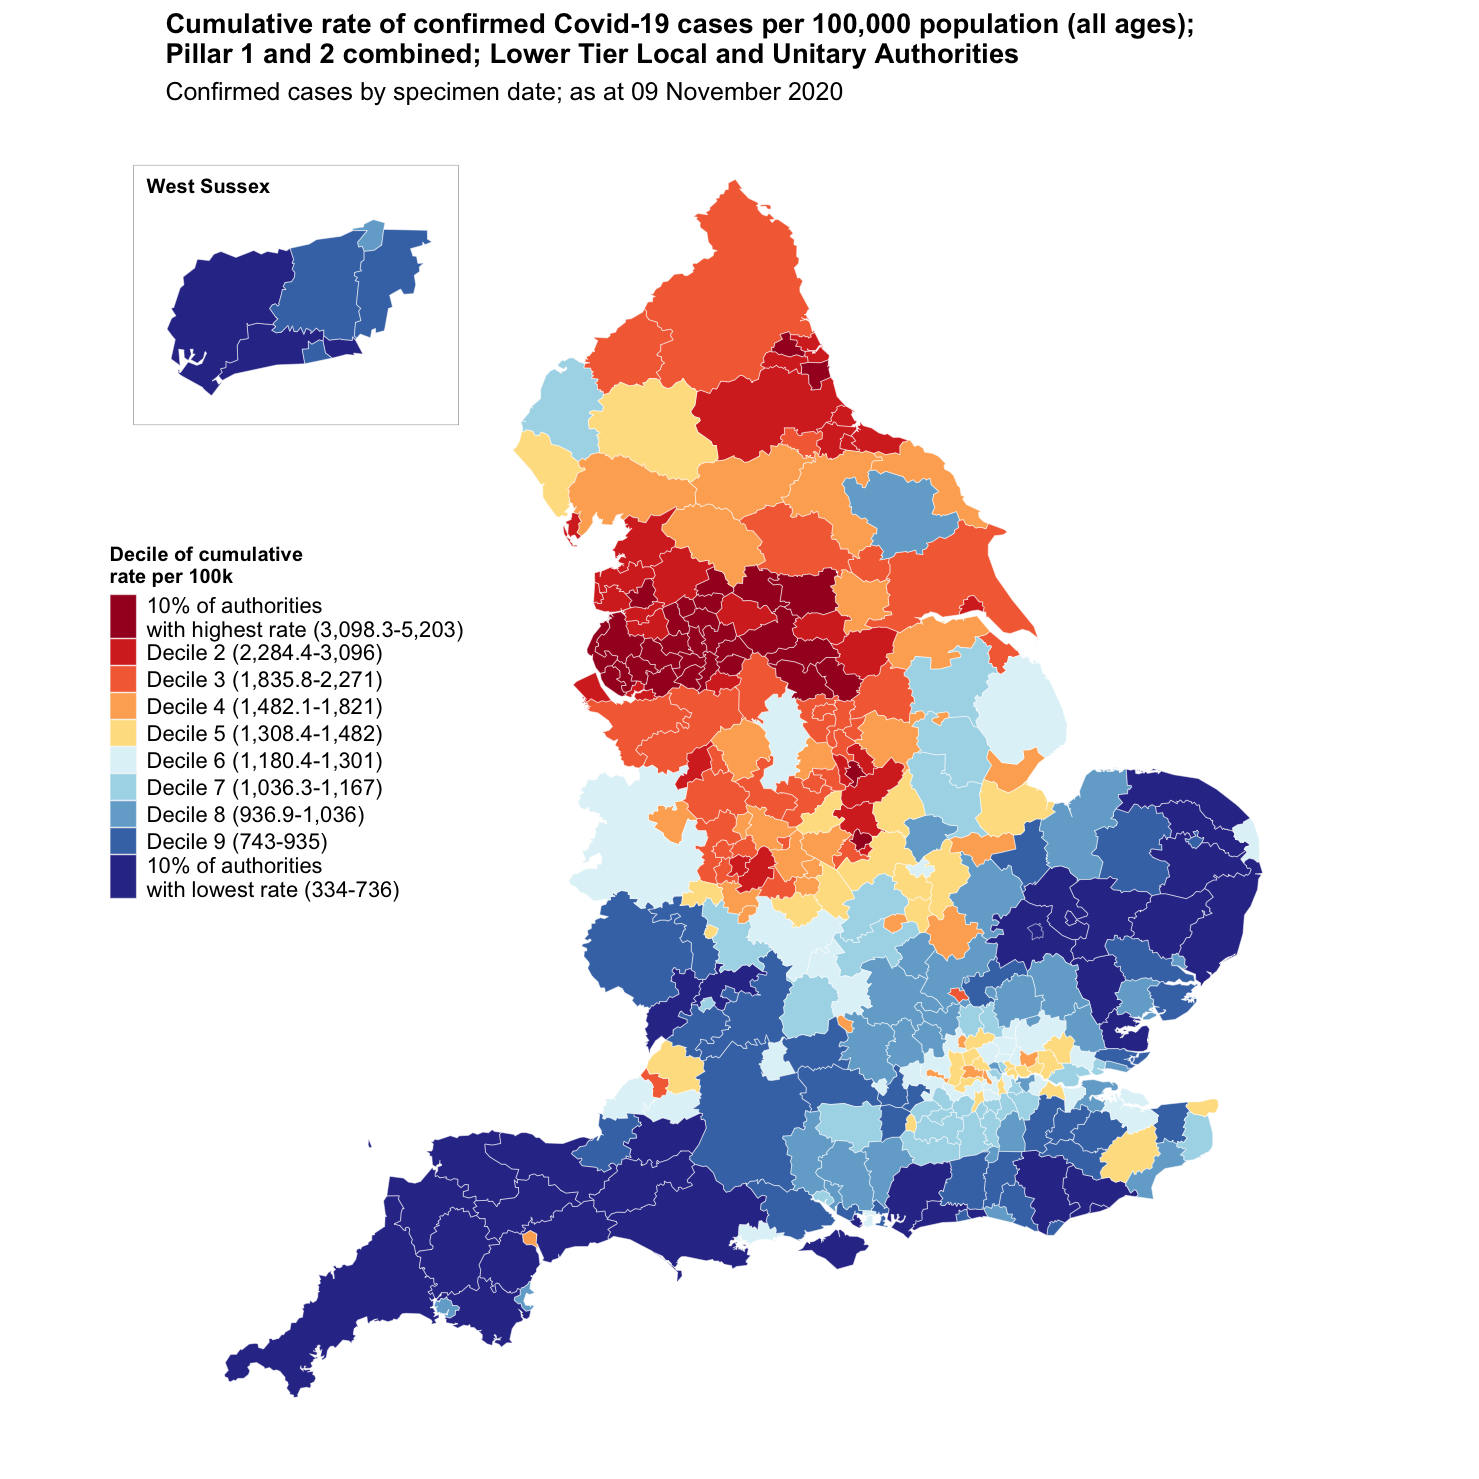 Cumulative rate of confirmed Covid-19 cases per 100,000 population (all ages);
Pillar 1 and 2 combined; Lower Tier Local and Unitary Authorities
Confirmed cases by specimen date; as at 09 November 2020
West Sussex
Decile of cumulative
rate per 100k
10% of authorities
with highest rate (3,098.3-5,203)
Decile 2 (2,284.4-3,096)
Decile 3 (1,835.8-2,271)
Decile 4 (1,482.1-1,821)
Decile 5 (1,308.4-1,482)
Decile 6 (1,180.4-1,301)
Decile 7 (1,036.3-1,167)
Decile 8 (936.9-1,036)
Decile 9 (743-935)
10% of authorities
with lowest rate (334-736)